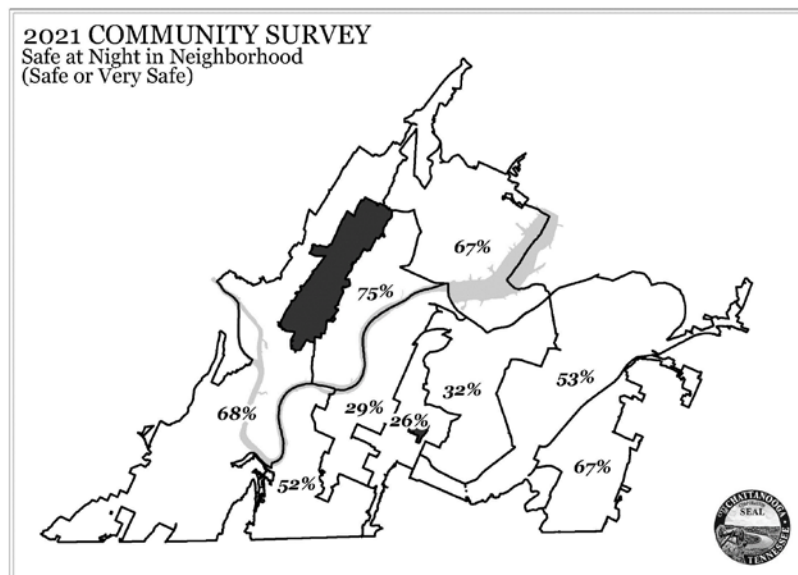 2021 COMMUNITY SURVEY
Safe at Night in Neighborhood
(Safe or Very Safe)
67%
75%
53%
32%
29%
68%
26%
67%
52%
CHATTANOOGA
SEAL
TENNESSEE